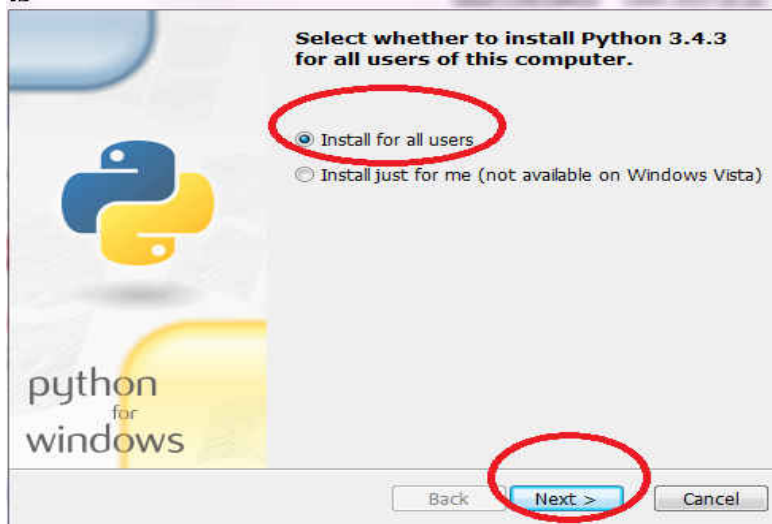 Select whether to install Python 3.4.3
for all users of this computer.
Install for all users
Install just for me (not available on Windows Vista)
python
for
windows
Back
Next >
Cancel